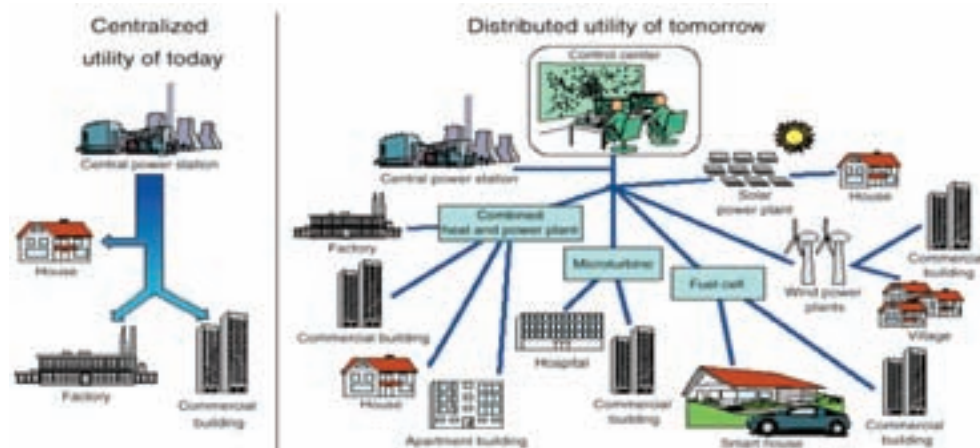 Centralized
utility of today
Central power station
House
Factory
Commercial
building
Distributed utility of tomorrow
Control center
Central power station
Solar
power plant
House
Combined
heat and power plant
Factory
Microturbine
Fuel cell
Wind power
plants
Commercial
building
Village
Commercial building
Hospital
House
Apartment building
Commercial
building
Smart house
Commercial
building